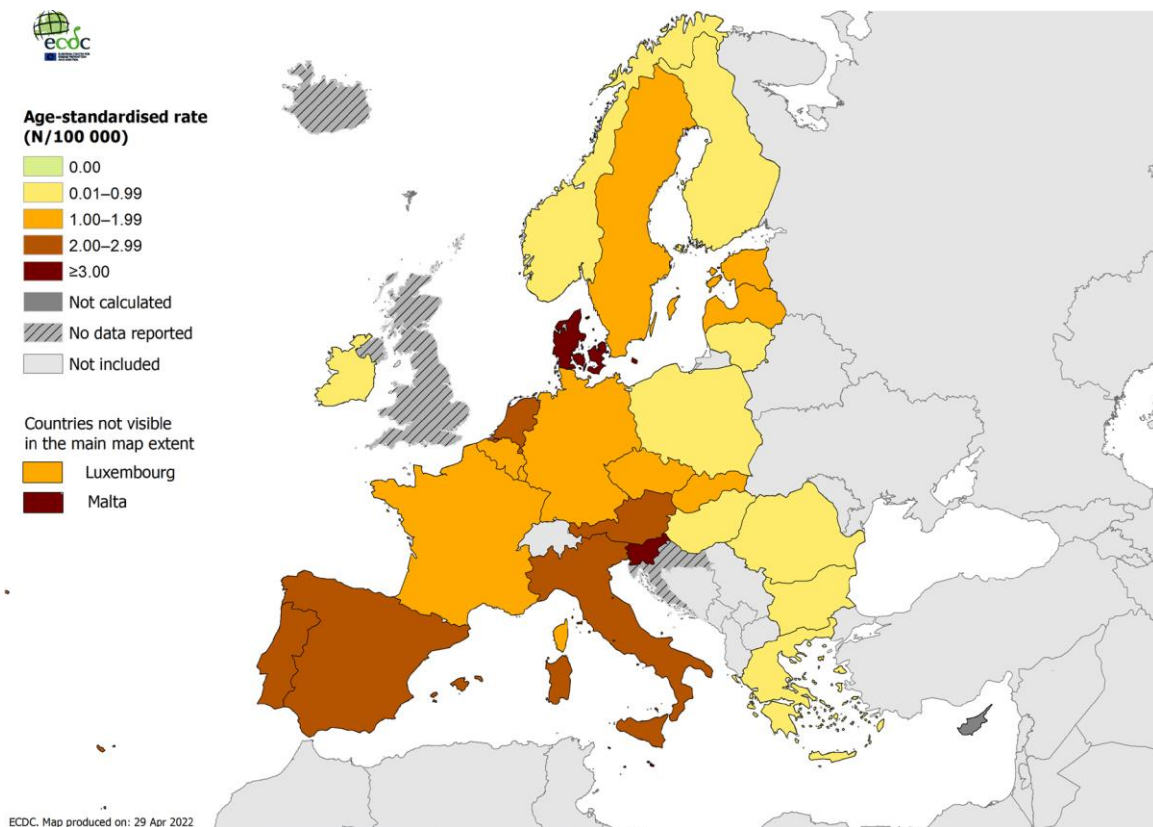 ecdc
Age-standardised rate
(N/100 000)
0.00
0.01–0.99
1.00–1.99
2.00–2.99
≥3.00
Not calculated
No data reported
Not included
Countries not visible
in the main map extent
Luxembourg
Malta
ECDC. Map produced on: 29 Apr 2022